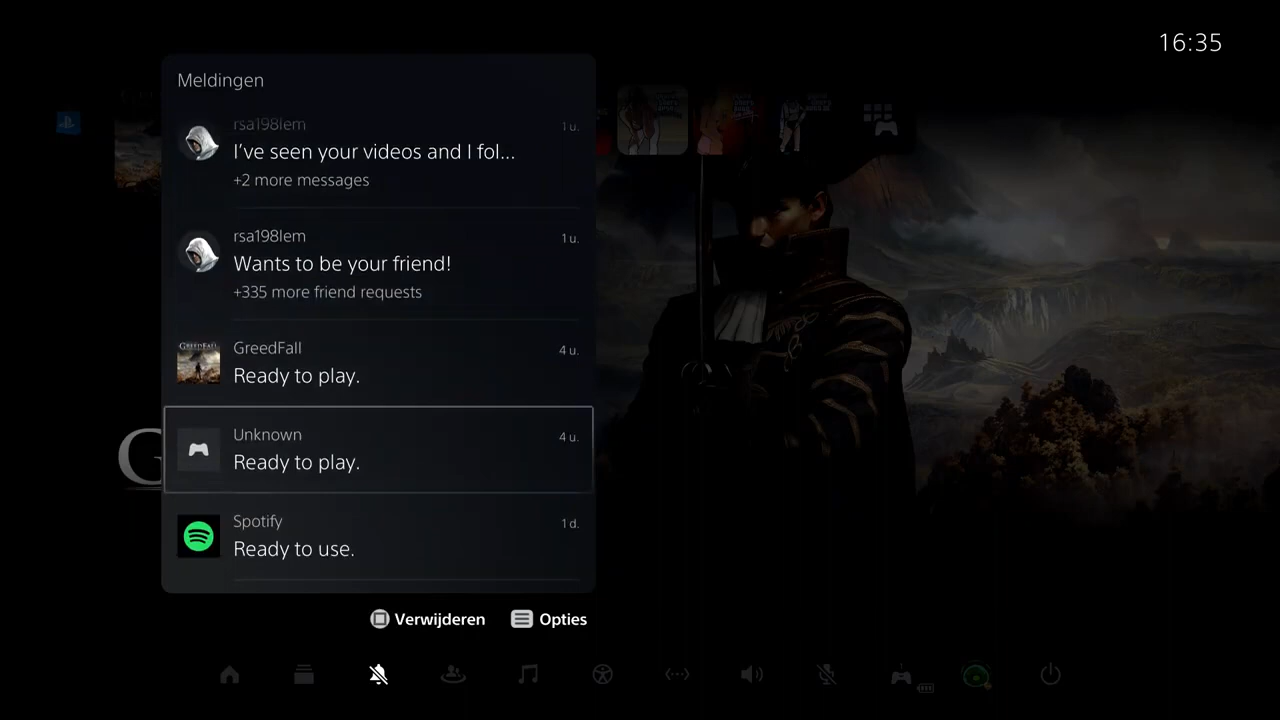 16:35
Meldingen
rsa198lem
1 u.
I've seen your videos and I fol...
+2 more messages
rsa198lem
1 u.
Wants to be your friend!
+335 more friend requests
GREEDFALL
GreedFall
4 u.
Ready to play.
Unknown
4 u.
Ready to play.
G
Spotify
1 d.
Ready to use.
Verwijderen
Opties